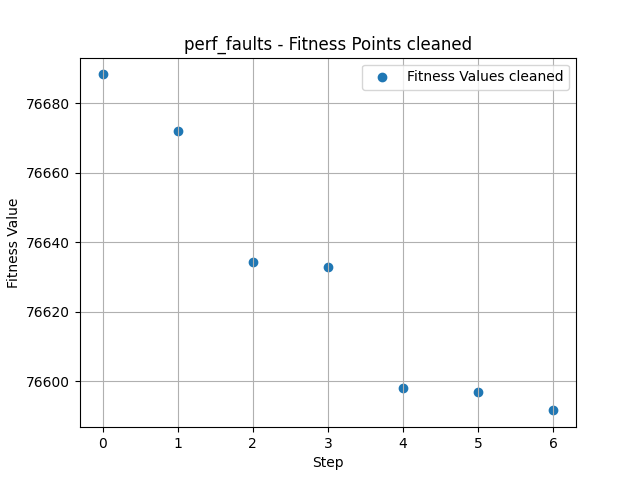 perf_faults - Fitness Points cleaned
Fitness Values cleaned
Fitness Value
76680
76660
76640
76620
76600
0 1 2 3 4 5 6
Step